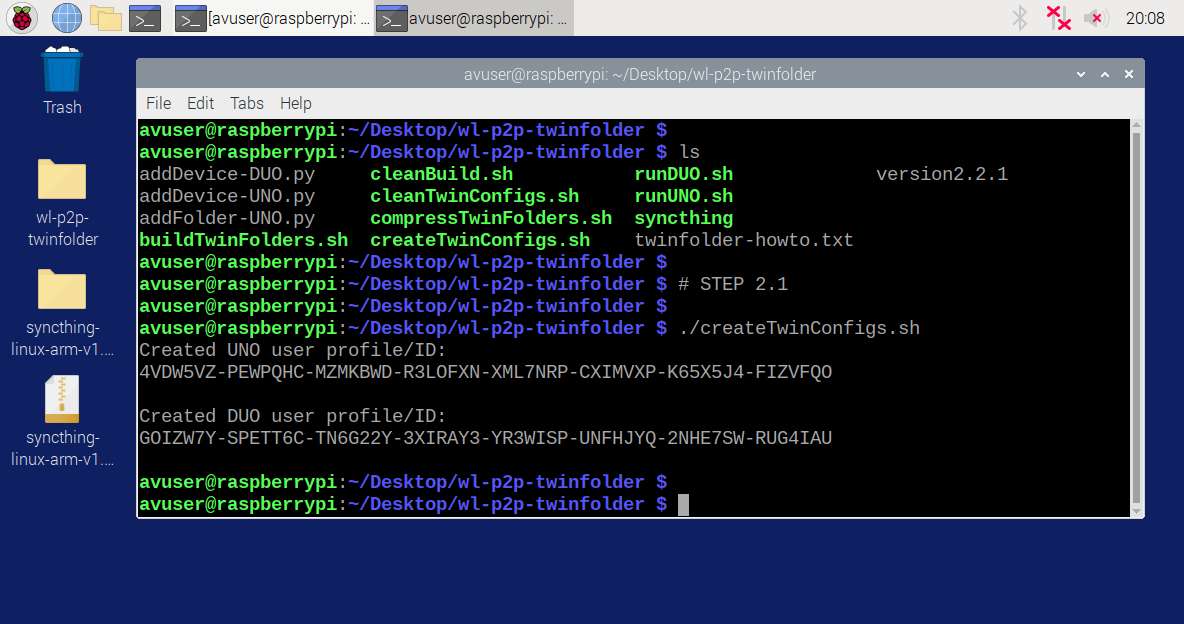 [avuser@raspberrypi: ...
avuser@raspberrypi: ...
20:08
Trash
wl-p2p-
twinfolder
syncthing-
linux-arm-v1....
syncthing-
linux-arm-v1....
avuser@raspberrypi: ~/Desktop/wl-p2p-twinfolder
File Edit Tabs Help
avuser@raspberrypi:~/Desktop/wl-p2p-twinfolder $
avuser@raspberrypi:~/Desktop/wl-p2p-twinfolder $ ls
addDevice-DUO.py cleanBuild.sh runDUO.sh version2.2.1
addDevice-UNO.py cleanTwinConfigs.sh runUNO.sh
addFolder-UNO.py compressTwinFolders.sh syncthing
buildTwinFolders.sh createTwinConfigs.sh twinfolder-howto.txt
avuser@raspberrypi:~/Desktop/wl-p2p-twinfolder $
avuser@raspberrypi:~/Desktop/wl-p2p-twinfolder $ # STEP 2.1
avuser@raspberrypi:~/Desktop/wl-p2p-twinfolder $
avuser@raspberrypi:~/Desktop/wl-p2p-twinfolder $ ./createTwinConfigs.sh
Created UNO user profile/ID:
4VDW5VZ-PEWPQHC-MZMKBWD-R3LOFXN-XML7NRP-CXIMVXP-K65X5J4-FIZVFQO
Created DUO user profile/ID:
GOIZW7Y-SPETT6C-TN6G22Y-3XIRAY3-YR3WISP-UNFHJYQ-2NHE7SW-RUG4IAU
avuser@raspberrypi:~/Desktop/wl-p2p-twinfolder $
avuser@raspberrypi:~/Desktop/wl-p2p-twinfolder $